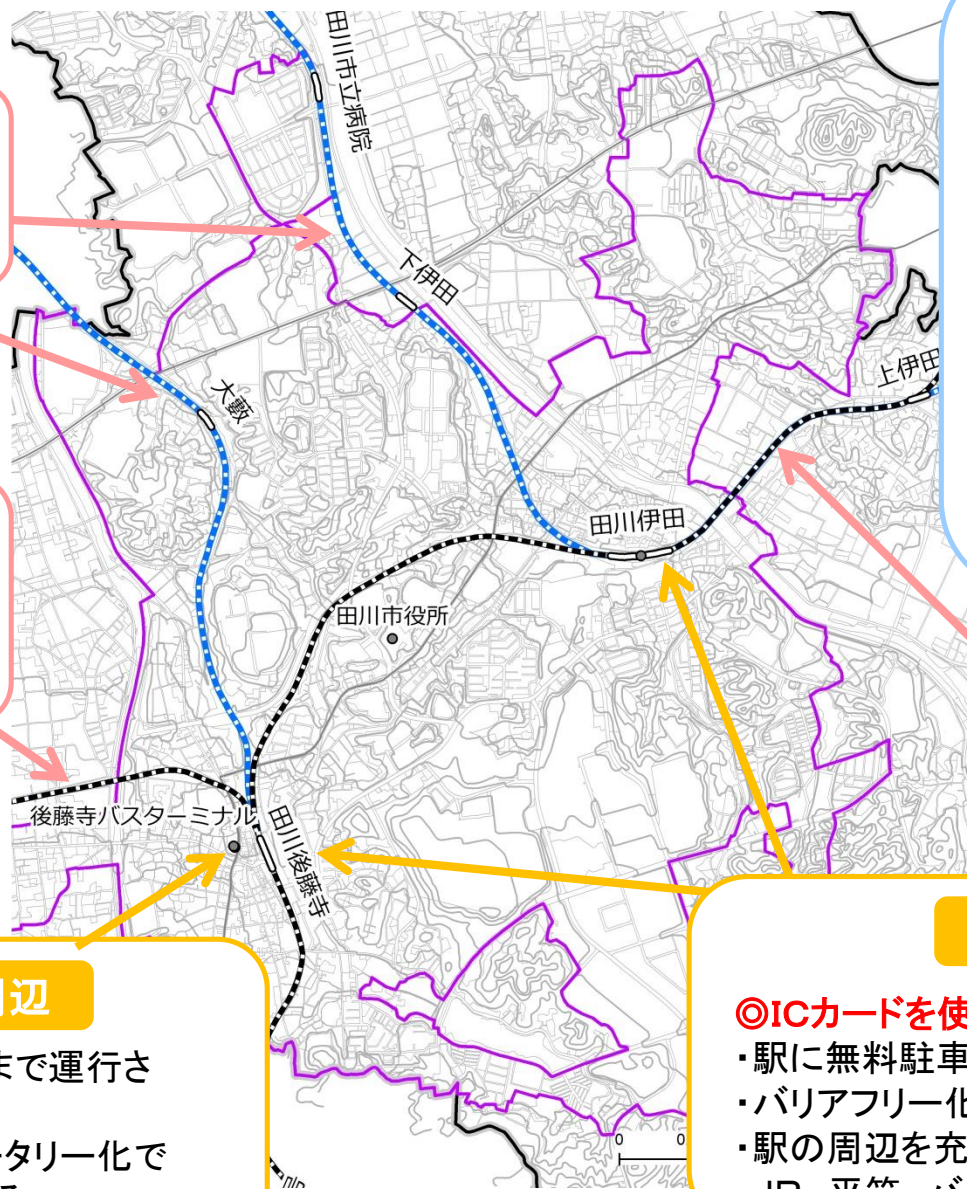 田川市立病院
下伊田
大藪
上伊田
田川伊田
田川市役所
後藤寺バスターミナル
田川後藤寺
辺
まで運行さ
タリー化で
◎ICカードを使
・駅に無料駐車
・バリアフリー化
・駅の周辺を充
0
0